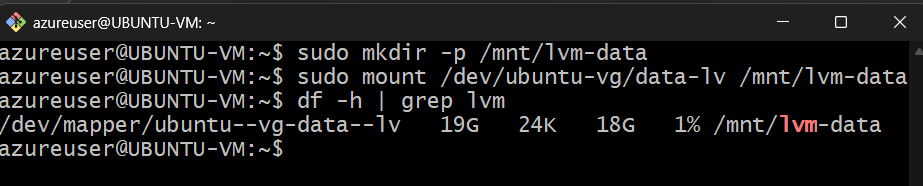 azureuser@UBUNTU-VM: ~
azureuser@UBUNTU-VM:~$ sudo mkdir -p /mnt/lvm-data
azureuser@UBUNTU-VM:~$ sudo mount /dev/ubuntu-vg/data-lv /mnt/lvm-data
azureuser@UBUNTU-VM:~$ df -h | grep lvm
/dev/mapper/ubuntu--vg-data--lv   19G   24K   18G   1% /mnt/lvm-data
azureuser@UBUNTU-VM:~$